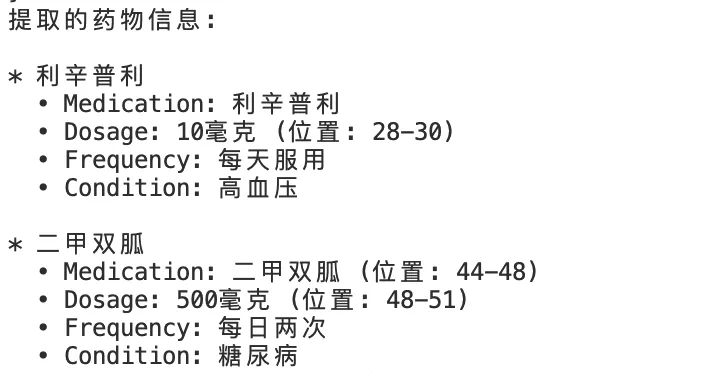 提取的药物信息:
* 利辛普利
• Medication: 利辛普利
• Dosage: 10毫克 (位置: 28-30)
• Frequency: 每天服用
• Condition: 高血压
* 二甲双胍
• Medication: 二甲双胍 (位置: 44-48)
• Dosage: 500毫克 (位置: 48-51)
• Frequency: 每日两次
• Condition: 糖尿病